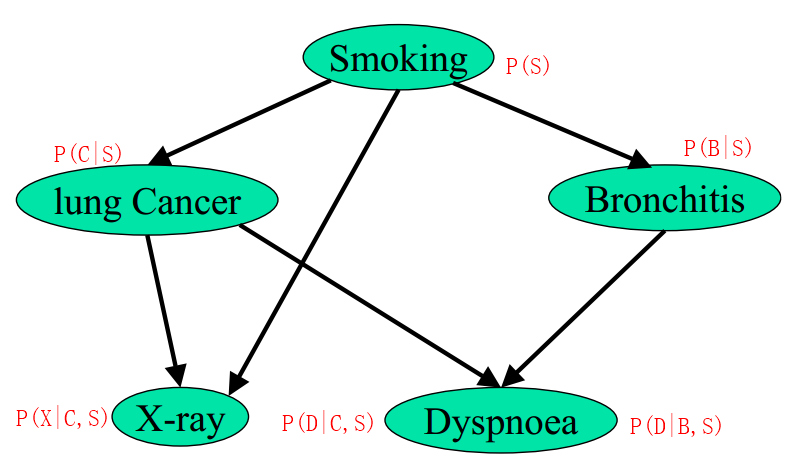 Smoking
P(S)
P(C|S)
P(B|S)
lung Cancer
Bronchitis
P(X|C,S)
X-ray
P(D|C,S)
Dyspnoea
P(D|B,S)